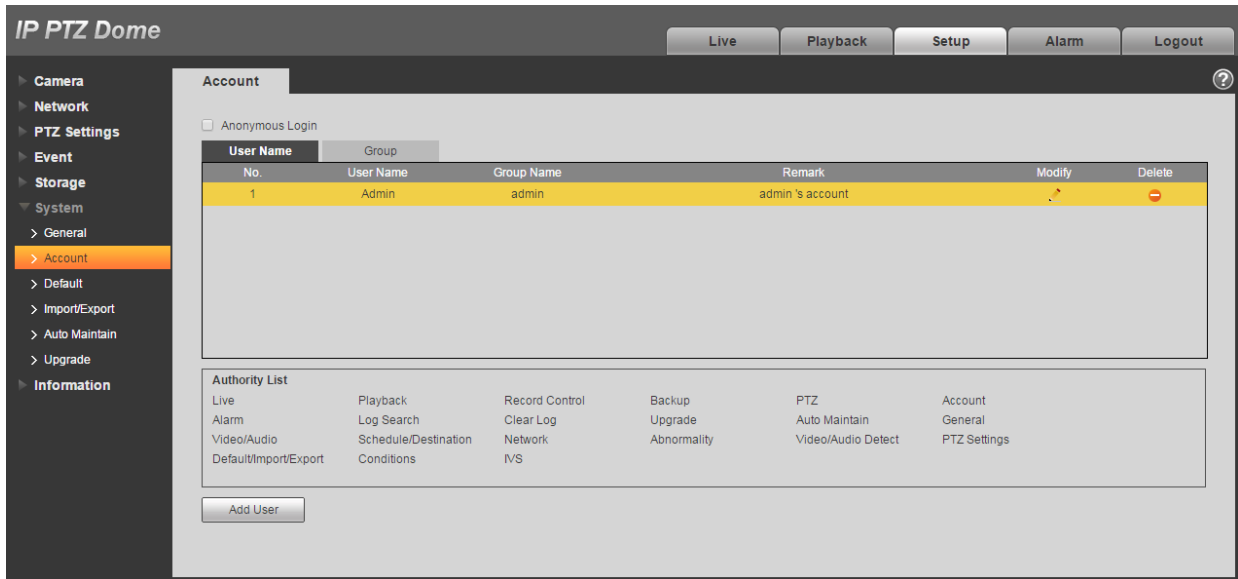 IP PTZ Dome
Live Playback Setup Alarm Logout
Camera
Network
PTZ Settings
Event
Storage
System
General
Account
Default
Import/Export
Auto Maintain
Upgrade
Information
Account
?
Anonymous Login
User Name Group
No. User Name Group Name Remark Modify Delete
1 Admin admin admin 's account
Authority List
Live Playback Record Control Backup PTZ Account
Alarm Log Search Clear Log Upgrade Auto Maintain General
Video/Audio Schedule/Destination Network Abnormality Video/Audio Detect PTZ Settings
Default/Import/Export Conditions IVS
Add User